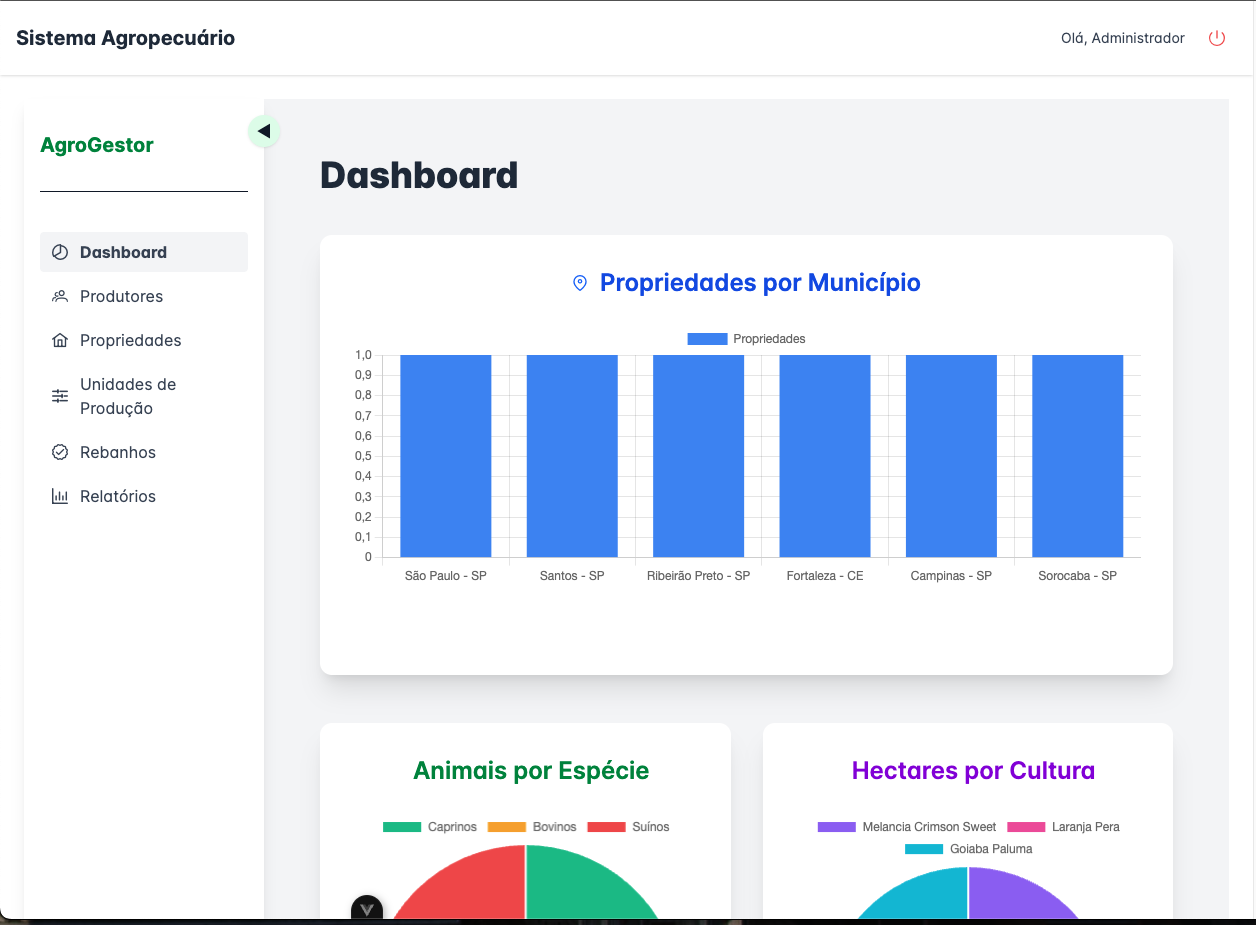 Sistema Agropecuário
Olá, Administrador
AgroGestor
Dashboard
Produtores
Propriedades
Unidades de
Produção
Rebanhos
Relatórios
Dashboard
Propriedades por Município
Propriedades
1,0
0,9
0,8
0,7
0,6
0,5
0,4
0,3
0,2
0,1
0
São Paulo - SP
Santos - SP
Ribeirão Preto - SP
Fortaleza - CE
Campinas - SP
Sorocaba - SP
Animais por Espécie
Caprinos
Bovinos
Suínos
Hectares por Cultura
Melancia Crimson Sweet
Laranja Pera
Goiaba Paluma